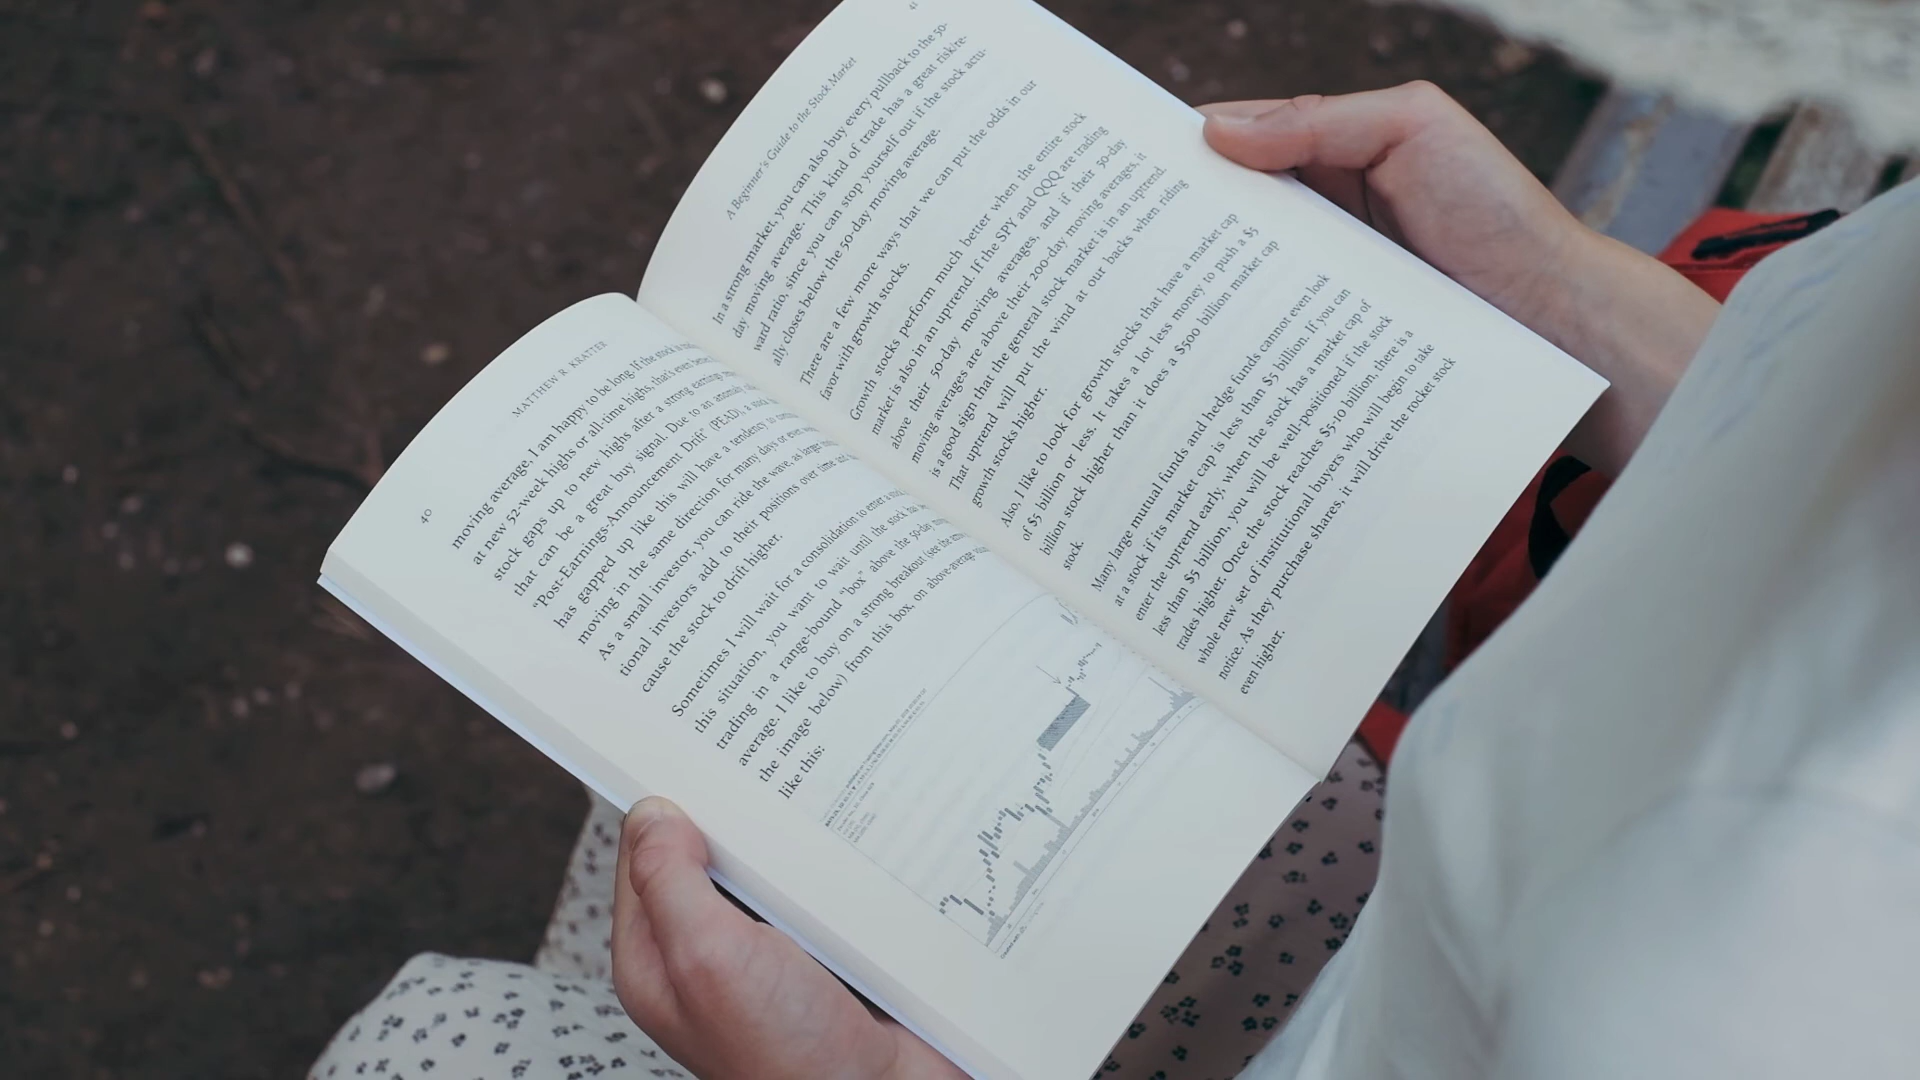 40
MATTHEW R. KRATTER
moving average, I am happy to be long. If the stock is
at new 52-week highs or all-time highs, that's even
stock gaps up to new highs after a strong earnings
that can be a great buy signal. Due to an
"Post-Earnings-Announcement Drift" (PEAD), a stock
has gapped up like this will have a tendency to
moving in the same direction for many days or even
As a small investor, you can ride the wave, as larger
tional investors add to their positions over time and
cause the stock to drift higher.
Sometimes I will wait for a consolidation to enter a
this situation, you want to wait until the stock has
trading in a range-bound "box" above the 50-day
average. I like to buy on a strong breakout (see the
the image below) from this box, on above-average
like this:
A Beginner's Guide to the Stock Market
41
In a strong market, you can also buy every pullback to the 50-
day moving average. This kind of trade has a great risk/re-
ward ratio, since you can stop yourself out if the stock actu-
ally closes below the 50-day moving average.
There are a few more ways that we can put the odds in our
favor with growth stocks.
Growth stocks perform much better when the entire stock
market is also in an uptrend. If the SPY and QQQ are trading
above their 50-day moving averages, and if their 50-day
moving averages are above their 200-day moving averages, it
is a good sign that the general stock market is in an uptrend.
That uptrend will put the wind at our backs when riding
growth stocks higher.
Also, I like to look for growth stocks that have a market cap
of $5 billion or less. It takes a lot less money to push a $5
billion stock higher than it does a $500 billion market cap
stock.
Many large mutual funds and hedge funds cannot even look
at a stock if its market cap is less than $5 billion. If you can
enter the uptrend early, when the stock has a market cap of
less than $5 billion, you will be well-positioned if the stock
trades higher. Once the stock reaches $5-10 billion, there is a
whole new set of institutional buyers who will begin to take
notice. As they purchase shares, it will drive the rocket stock
even higher.